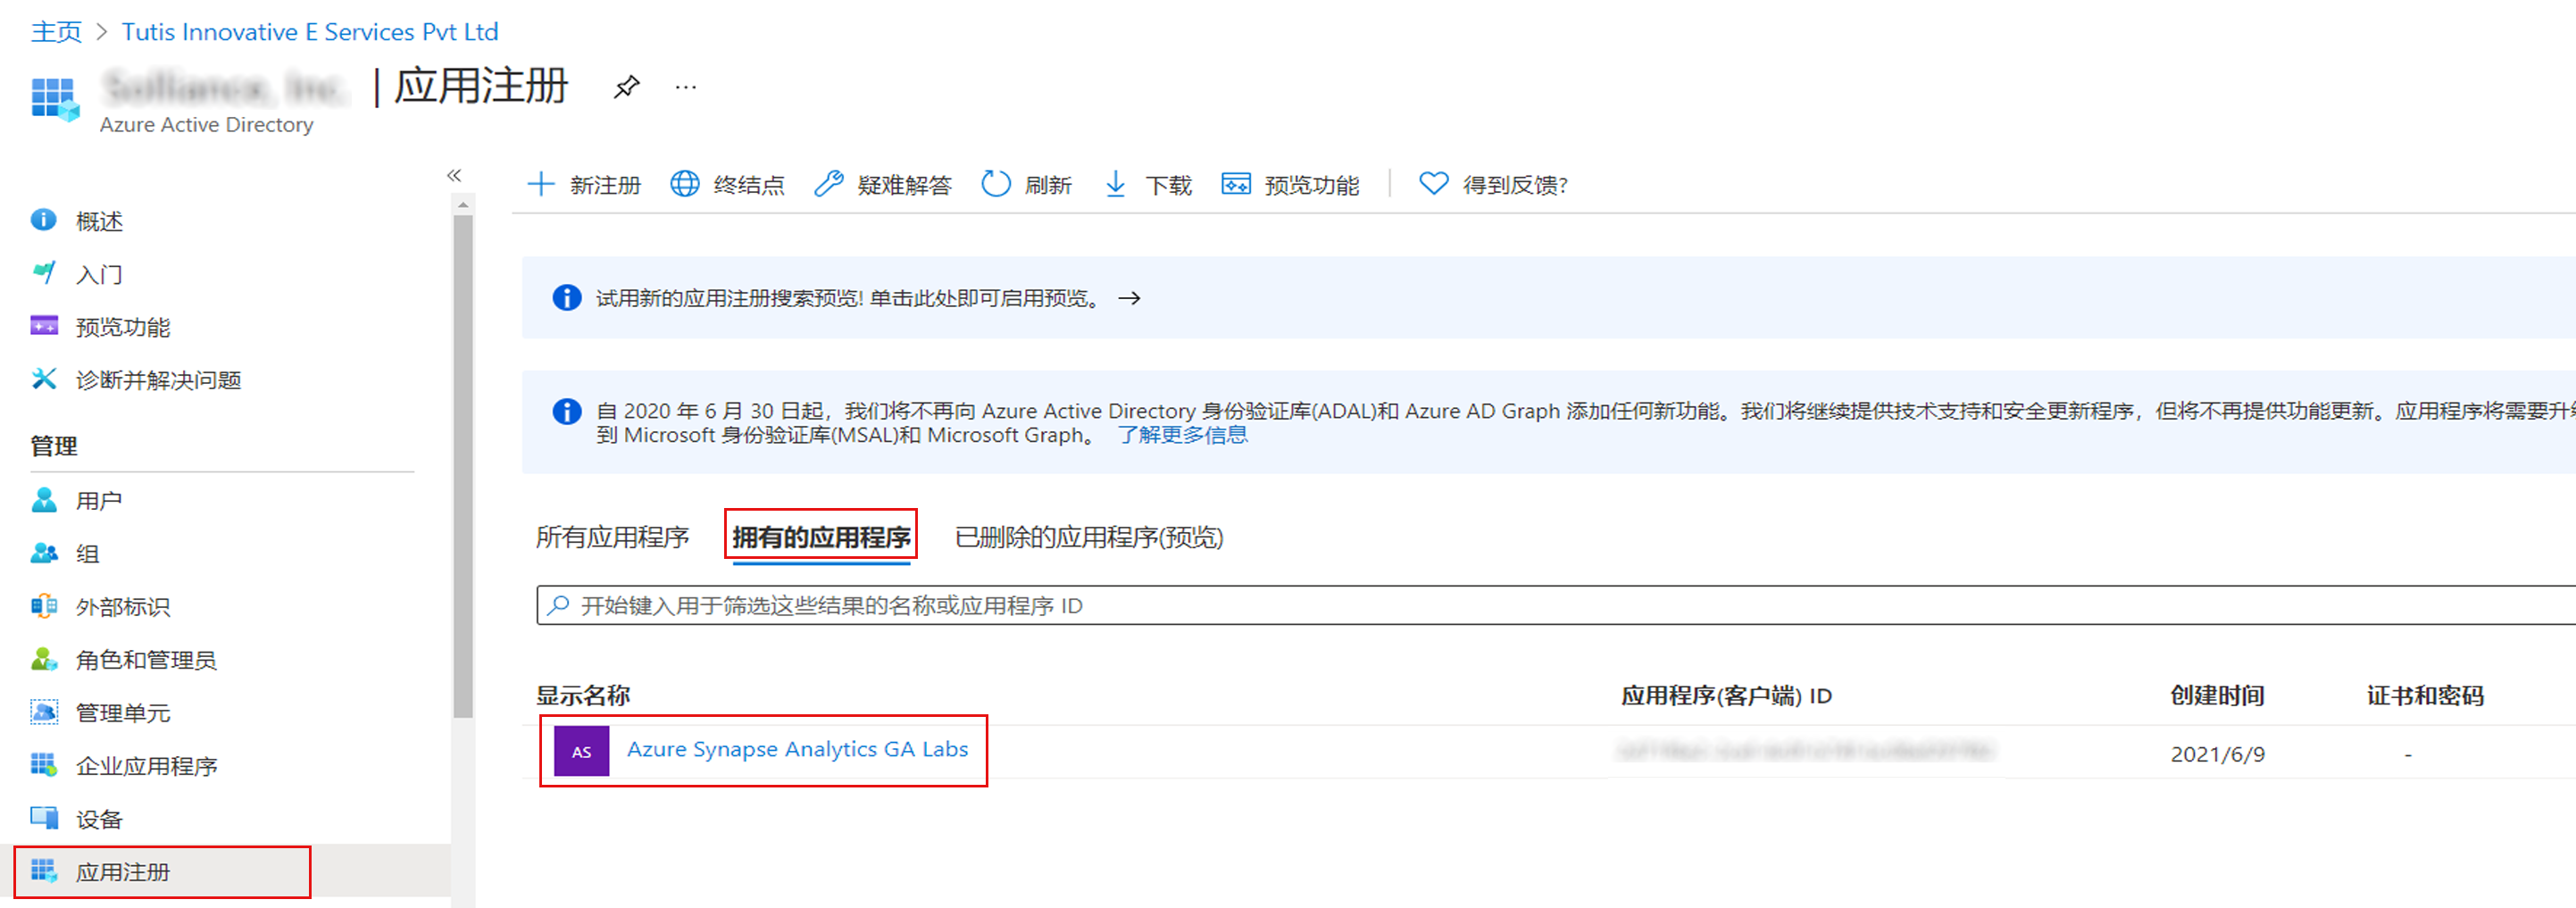 主页 > Tutis Innovative E Services Pvt Ltd
| 应用注册 ...
Azure Active Directory
«
概述
入门
预览功能
诊断并解决问题
管理
用户
组
外部标识
角色和管理员
管理单元
企业应用程序
设备
应用注册
新注册 终结点 疑难解答 刷新 下载 预览功能 | 得到反馈?
试用新的应用注册搜索预览! 单击此处即可启用预览。 →
自 2020 年 6 月 30 日起，我们将不再向 Azure Active Directory 身份验证库(ADAL)和 Azure AD Graph 添加任何新功能。我们将继续提供技术支持和安全更新程序，但将不再提供功能更新。应用程序将需要升级
到 Microsoft 身份验证库(MSAL)和 Microsoft Graph。 了解更多信息
所有应用程序 拥有的应用程序 已删除的应用程序(预览)
开始键入用于筛选这些结果的名称或应用程序 ID
显示名称 应用程序(客户端) ID 创建时间 证书和密码
AS Azure Synapse Analytics GA Labs 2021/6/9 -